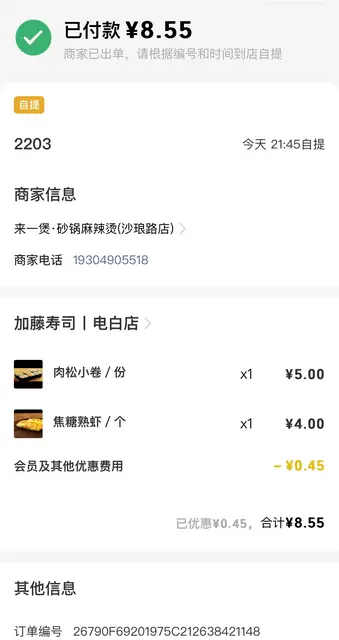 已付款 ¥8.55
商家已出单，请根据编号和时间到店自提
自提
2203 今天 21:45自提
商家信息
来一煲·砂锅麻辣烫(沙琅路店)
商家电话 19304905518
加藤寿司丨电白店
肉松小卷 / 份 x1 ¥5.00
焦糖熟虾 / 个 x1 ¥4.00
会员及其他优惠费用 - ¥0.45
已优惠¥0.45，合计¥8.55
其他信息
订单编号 26790F69201975C212638421148